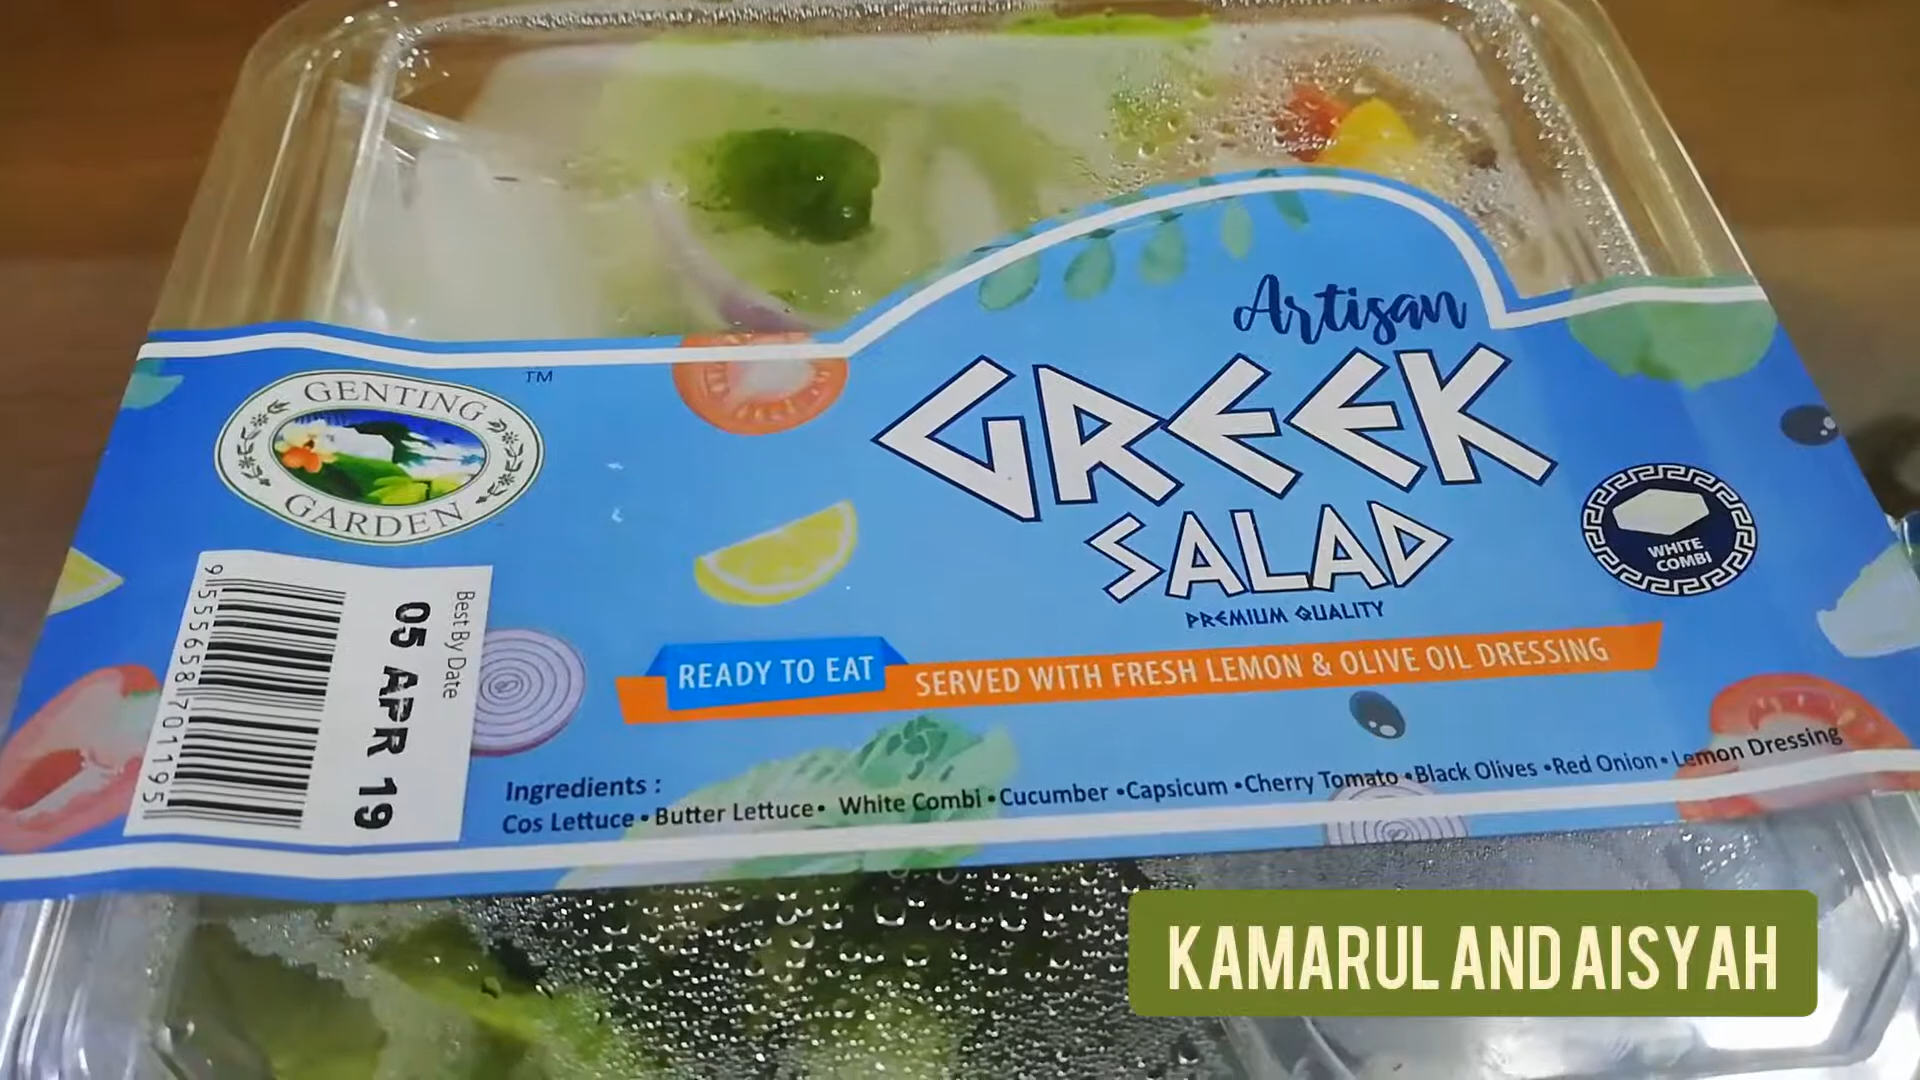 Artisan
GREEK
SALAD
PREMIUM QUALITY
GENTING
GARDEN
TM
WHITE
COMBI
READY TO EAT
SERVED WITH FRESH LEMON & OLIVE OIL DRESSING
Best By Date
05 APR 19
9 555658 701195
Ingredients :
Cos Lettuce • Butter Lettuce • White Combi • Cucumber • Capsicum • Cherry Tomato • Black Olives • Red Onion • Lemon Dressing
KAMARUL AND AISYAH